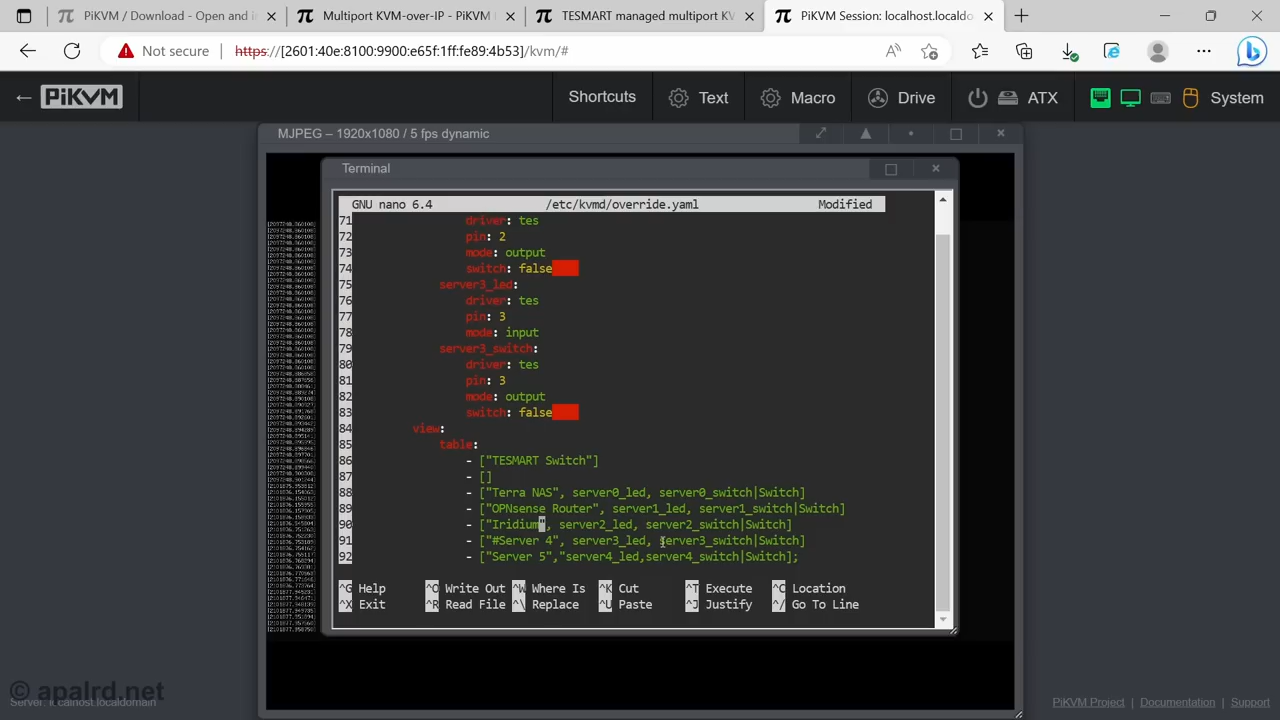 PiKVM / Download - Open and in
Multiport KVM-over-IP - PiKVM
TESMART managed multiport KV
PiKVM Session: localhost.localdo
Not secure
https://[2601:40e:8100:9900:e65f:1ff:fe89:4b53]/kvm/#
← PiKVM
Shortcuts
Text
Macro
Drive
ATX
System
MJPEG – 1920x1080 / 5 fps dynamic
Terminal
GNU nano 6.4 /etc/kvmd/override.yaml Modified
71 driver: tes
72 pin: 2
73 mode: output
74 switch: false
75 server3_led:
76 driver: tes
77 pin: 3
78 mode: input
79 server3_switch:
80 driver: tes
81 pin: 3
82 mode: output
83 switch: false
84 view:
85 table:
86 - ["TESMART Switch"]
87 - []
88 - ["Terra NAS", server0_led, server0_switch|Switch]
89 - ["OPNsense Router", server1_led, server1_switch|Switch]
90 - ["Iridium", server2_led, server2_switch|Switch]
91 - ["#Server 4", server3_led, server3_switch|Switch]
92 - ["Server 5","server4_led,server4_switch|Switch];
^G Help ^O Write Out ^W Where Is ^K Cut ^T Execute ^C Location
^X Exit ^R Read File ^\ Replace ^U Paste ^J Justify ^/ Go To Line
© apalrd.net
Server: localhost.localdomain
PiKVM Project | Documentation | Support